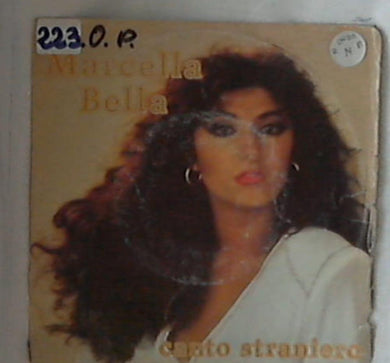 223.O.P.
Marcella
Bella
canto straniero